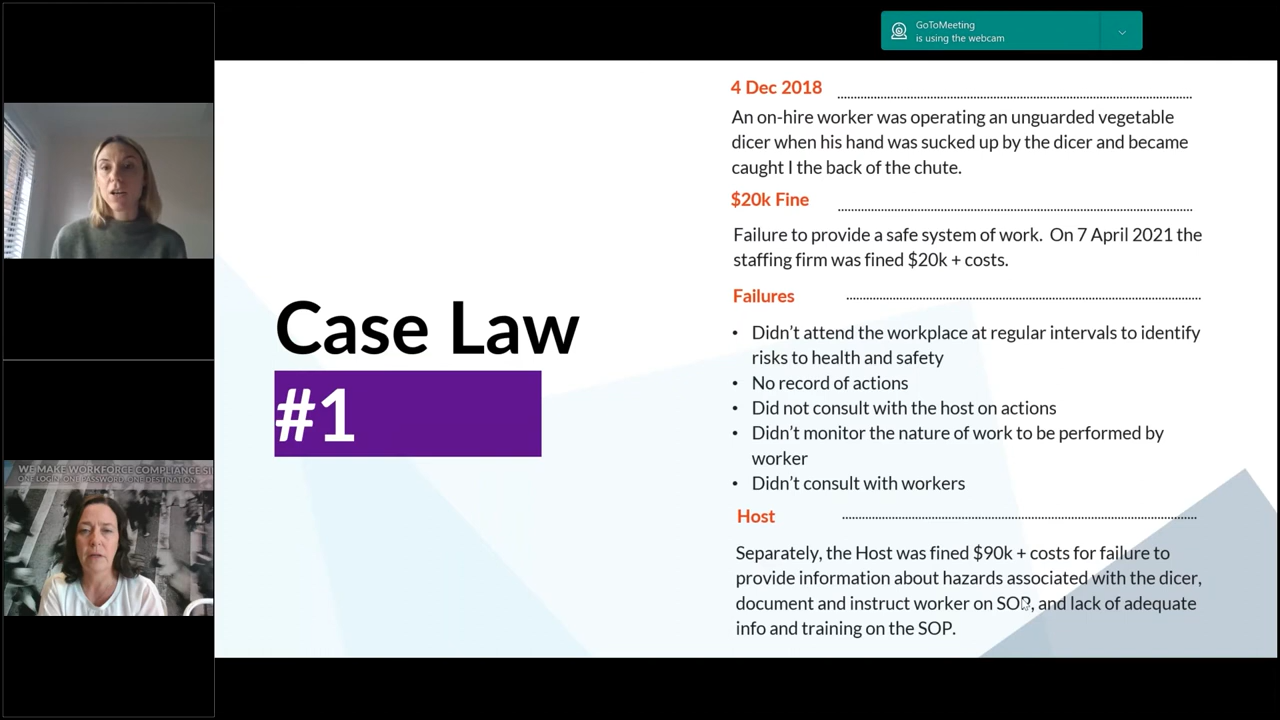 GoToMeeting
is using the webcam
4 Dec 2018
An on-hire worker was operating an unguarded vegetable
dicer when his hand was sucked up by the dicer and became
caught I the back of the chute.
$20k Fine
Failure to provide a safe system of work. On 7 April 2021 the
staffing firm was fined $20k + costs.
Failures
• Didn't attend the workplace at regular intervals to identify
risks to health and safety
• No record of actions
• Did not consult with the host on actions
• Didn't monitor the nature of work to be performed by
worker
• Didn't consult with workers
Host
Separately, the Host was fined $90k + costs for failure to
provide information about hazards associated with the dicer,
document and instruct worker on SOP, and lack of adequate
info and training on the SOP.
Case Law
#1
WE MAKE WORKFORCE COMPLIANCE SI
ONE LOGIN. ONE PASSWORD. ONE DESTINATION.